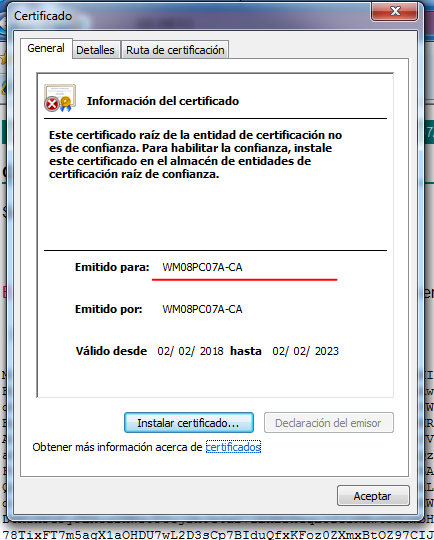 Certificado
General
Detalles
Ruta de certificación
Información del certificado
Este certificado raíz de la entidad de certificación no
es de confianza. Para habilitar la confianza, instale
este certificado en el almacén de entidades de
certificación raíz de confianza.
Emitido para: WM08PC07A-CA
Emitido por: WM08PC07A-CA
Válido desde 02/ 02/ 2018 hasta 02/ 02/ 2023
Instalar certificado...
Declaración del emisor
Obtener más información acerca de certificados
Aceptar
78TixFT7m5aqX1aOHDU7wL2D3sCp7BIduQfxKFoz0ZXmxBtOZ97CIJ